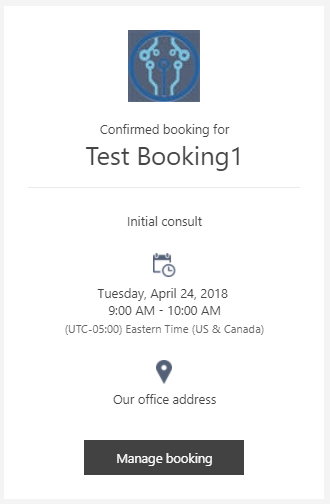 Confirmed booking for
Test Booking1
Initial consult
Tuesday, April 24, 2018
9:00 AM - 10:00 AM
(UTC-05:00) Eastern Time (US & Canada)
Our office address
Manage booking